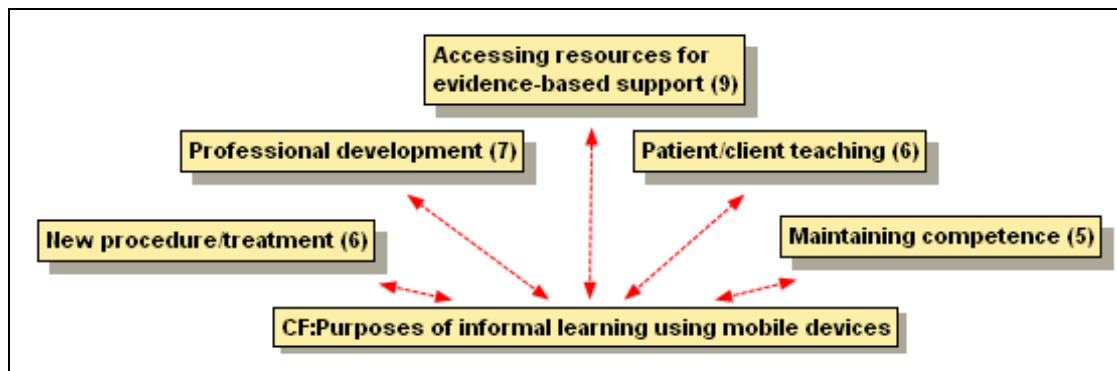 Accessing resources for
evidence-based support (9)
Professional development (7)
Patient/client teaching (6)
New procedure/treatment (6)
Maintaining competence (5)
CF:Purposes of informal learning using mobile devices